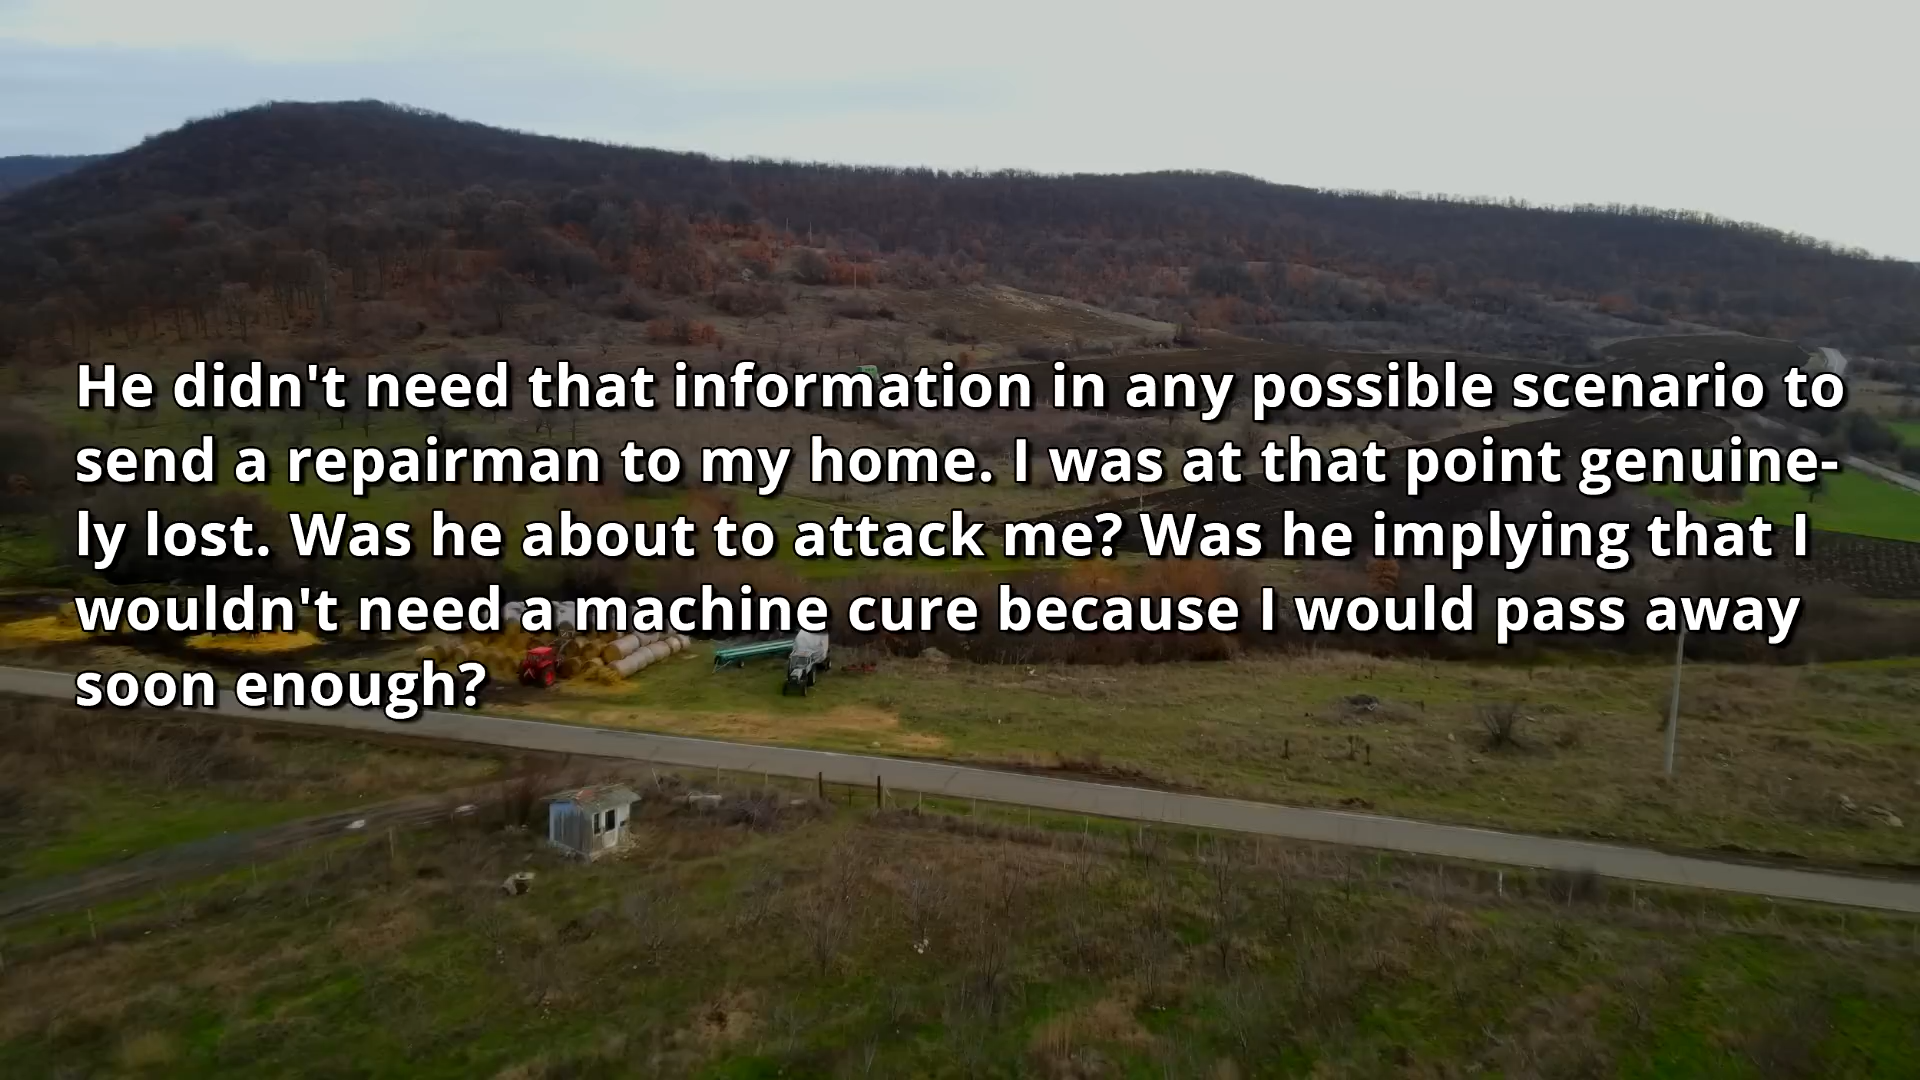 He didn't need that information in any possible scenario to
send a repairman to my home. I was at that point genuine-
ly lost. Was he about to attack me? Was he implying that I
wouldn't need a machine cure because I would pass away
soon enough?